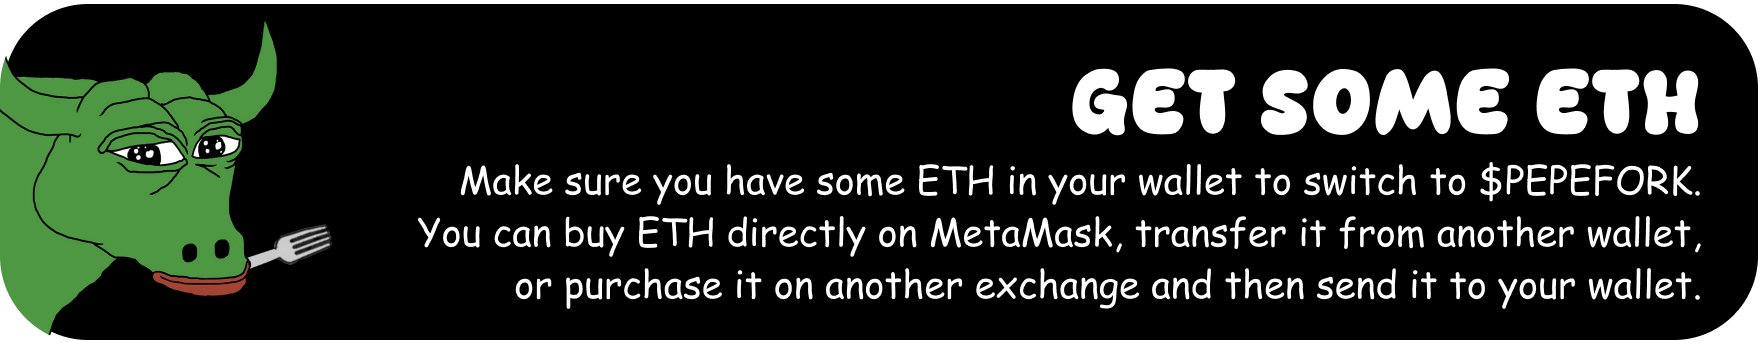 GET SOME ETH
Make sure you have some ETH in your wallet to switch to $PEPEFORK.
You can buy ETH directly on MetaMask, transfer it from another wallet,
or purchase it on another exchange and then send it to your wallet.